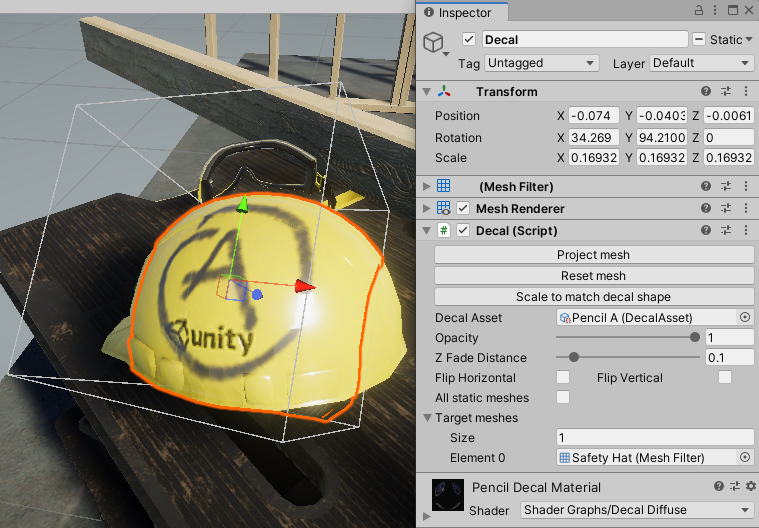 A
unity
Inspector
Decal
Static
Tag Untagged Layer Default
Transform
Position X -0.074 Y -0.0403 Z -0.0061
Rotation X 34.269 Y 94.2100 Z 0
Scale X 0.16932 Y 0.16932 Z 0.16932
(Mesh Filter)
Mesh Renderer
# Decal (Script)
Project mesh
Reset mesh
Scale to match decal shape
Decal Asset Pencil A (DecalAsset)
Opacity 1
Z Fade Distance 0.1
Flip Horizontal Flip Vertical
All static meshes
Target meshes
Size 1
Element 0 Safety Hat (Mesh Filter)
Pencil Decal Material
Shader Shader Graphs/Decal Diffuse